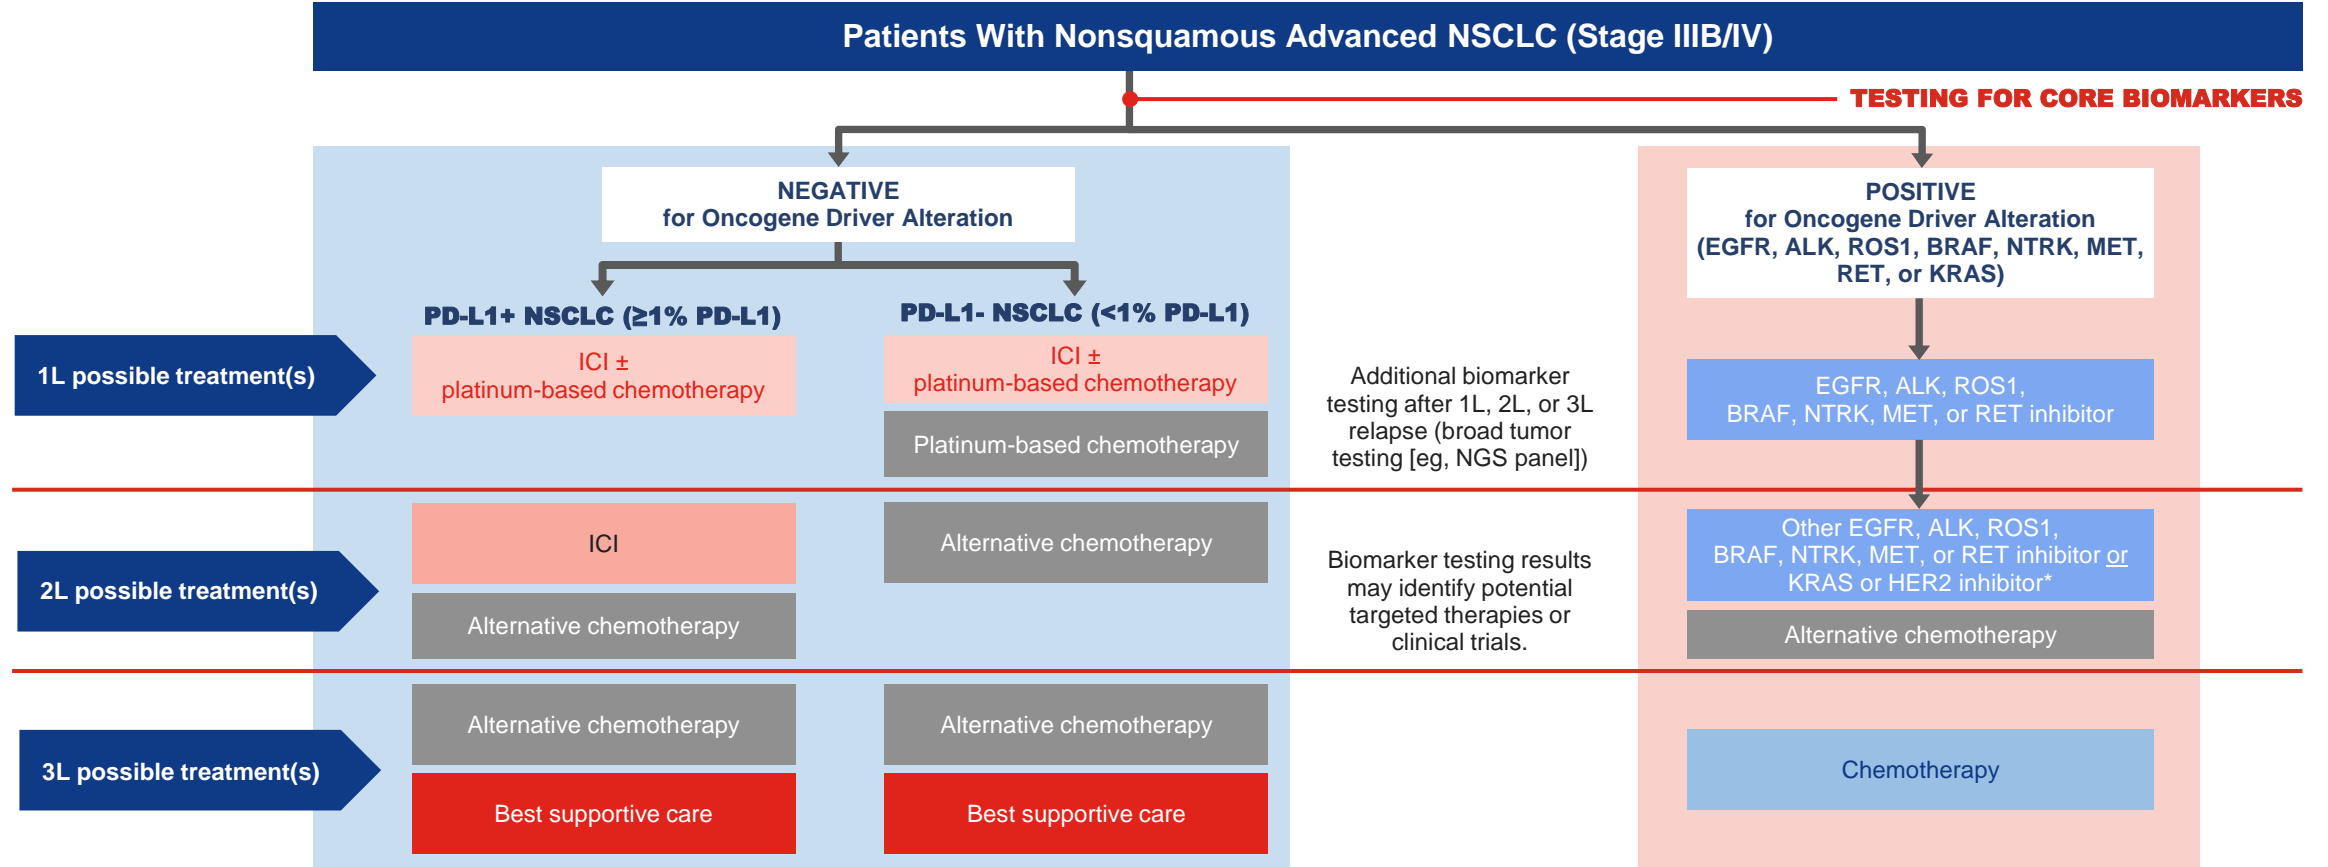 Patients With Nonsquamous Advanced NSCLC (Stage IIIB/IV)
TESTING FOR CORE BIOMARKERS
NEGATIVE
for Oncogene Driver Alteration
POSITIVE
for Oncogene Driver Alteration
(EGFR, ALK, ROS1, BRAF, NTRK, MET,
RET, or KRAS)
PD-L1+ NSCLC (≥1% PD-L1)
PD-L1- NSCLC (<1% PD-L1)
1L possible treatment(s)
ICI ±
platinum-based chemotherapy
ICI ±
platinum-based chemotherapy
Platinum-based chemotherapy
Additional biomarker
testing after 1L, 2L, or 3L
relapse (broad tumor
testing [eg, NGS panel])
EGFR, ALK, ROS1,
BRAF, NTRK, MET, or RET inhibitor
2L possible treatment(s)
ICI
Alternative chemotherapy
Alternative chemotherapy
Biomarker testing results
may identify potential
targeted therapies or
clinical trials.
Other EGFR, ALK, ROS1,
BRAF, NTRK, MET, or RET inhibitor or
KRAS or HER2 inhibitor*
Alternative chemotherapy
3L possible treatment(s)
Alternative chemotherapy
Best supportive care
Alternative chemotherapy
Best supportive care
Chemotherapy